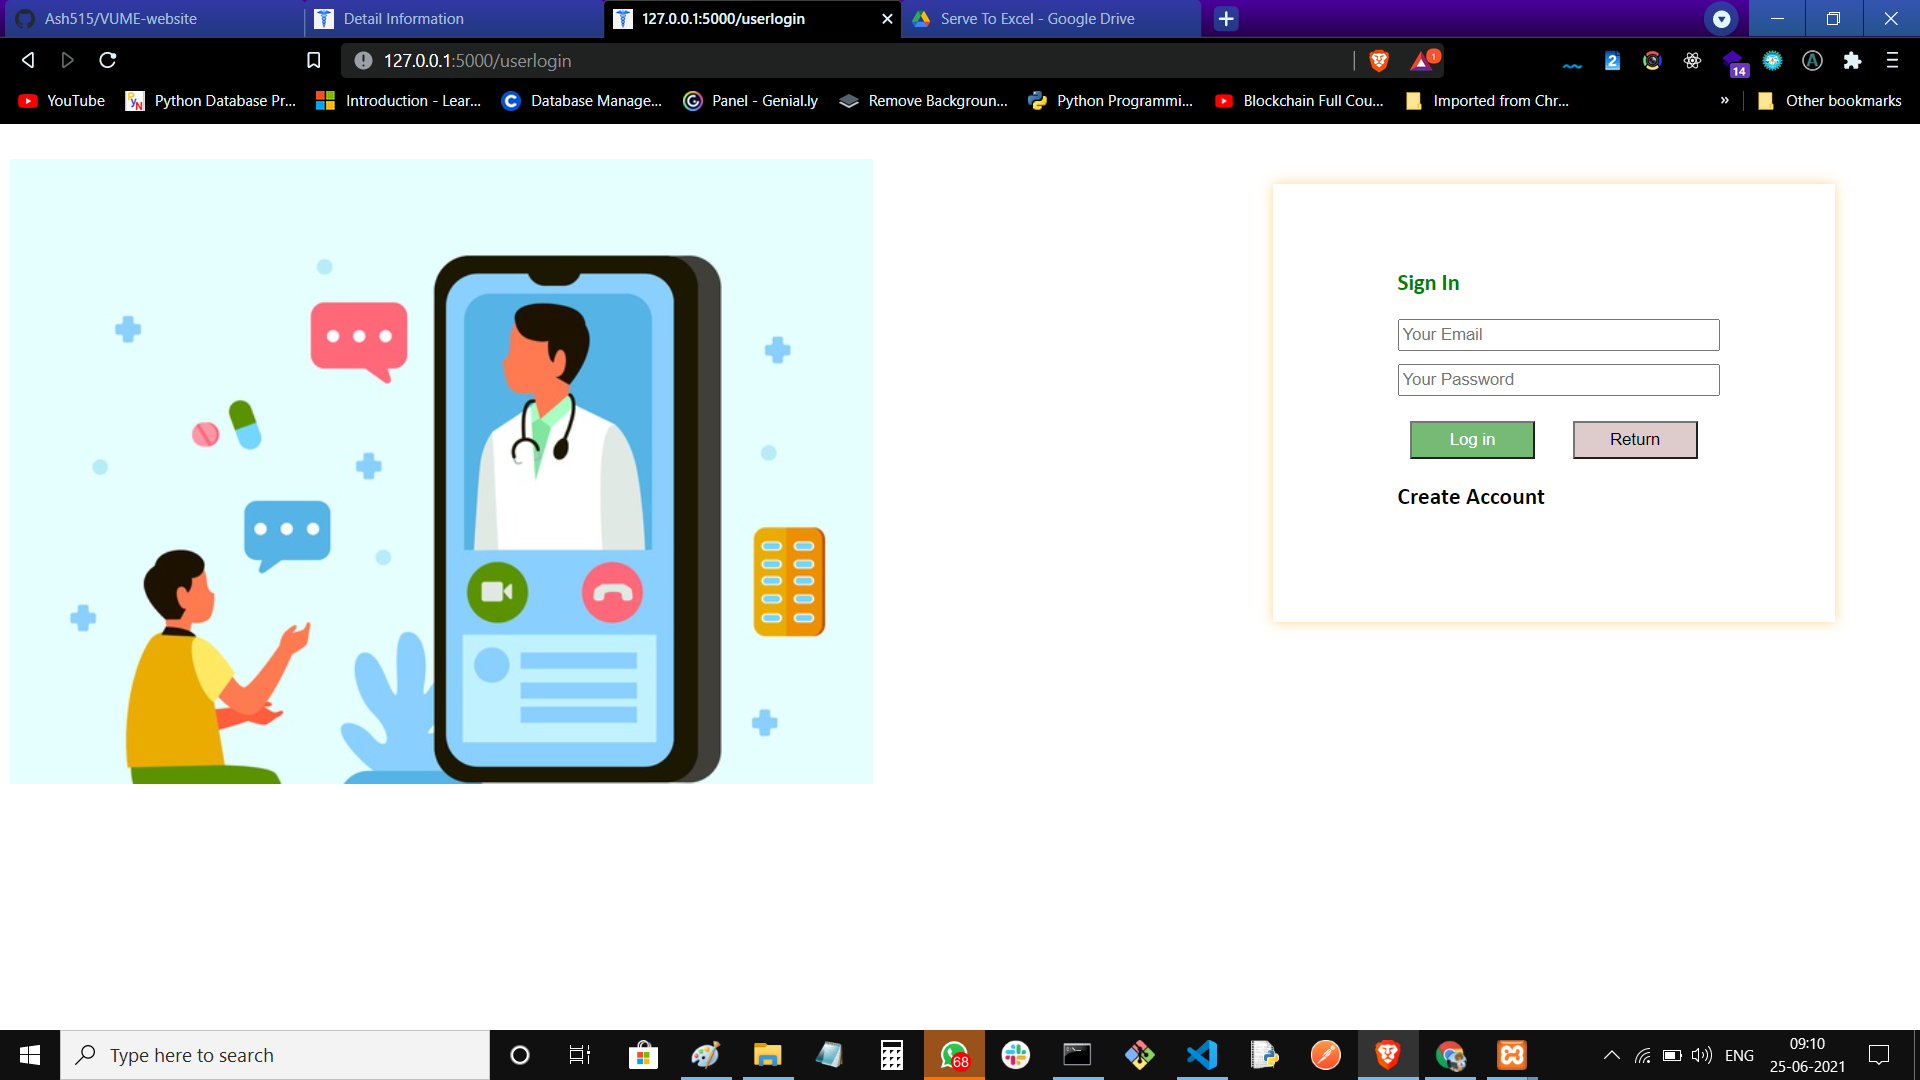 Ash515/VUME-website
Detail Information
127.0.0.1:5000/userlogin
Serve To Excel - Google Drive
127.0.0.1:5000/userlogin
1
2
14
YouTube
Python Database Pr...
Introduction - Lear...
Database Manage...
Panel - Genial.ly
Remove Backgroun...
Python Programmi...
Blockchain Full Cou...
Imported from Chr...
»
Other bookmarks
Sign In
Your Email
Your Password
Log in
Return
Create Account
Type here to search
68
ENG
09:10
25-06-2021